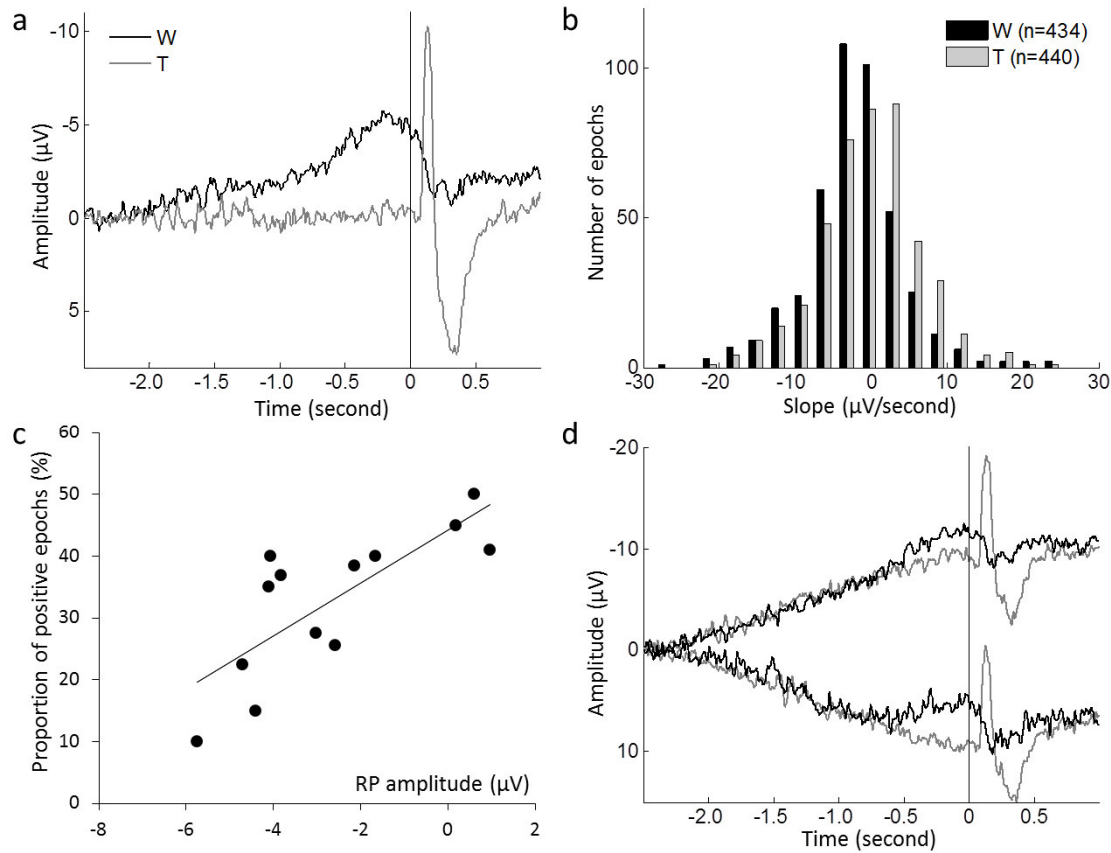 a
W
T
Amplitude (µV)
-10
-5
0
5
-2.0
-1.5
-1.0
-0.5
0
0.5
Time (second)
b
W (n=434)
T (n=440)
Number of epochs
100
50
0
-30
-20
-10
0
10
20
30
Slope (µV/second)
c
Proportion of positive epochs (%)
60
50
40
30
20
10
0
RP amplitude (µV)
-8
-6
-4
-2
0
2
d
Amplitude (µV)
-20
-10
0
10
-2.0
-1.5
-1.0
-0.5
0
0.5
Time (second)